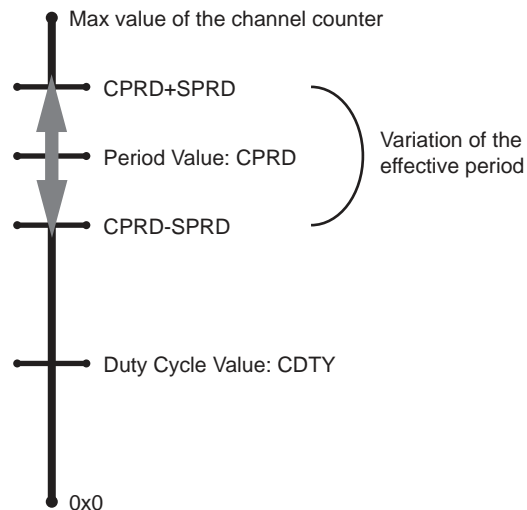 Max value of the channel counter
CPRD+SPRD
Period Value: CPRD
Variation of the
effective period
CPRD-SPRD
Duty Cycle Value: CDTY
0x0